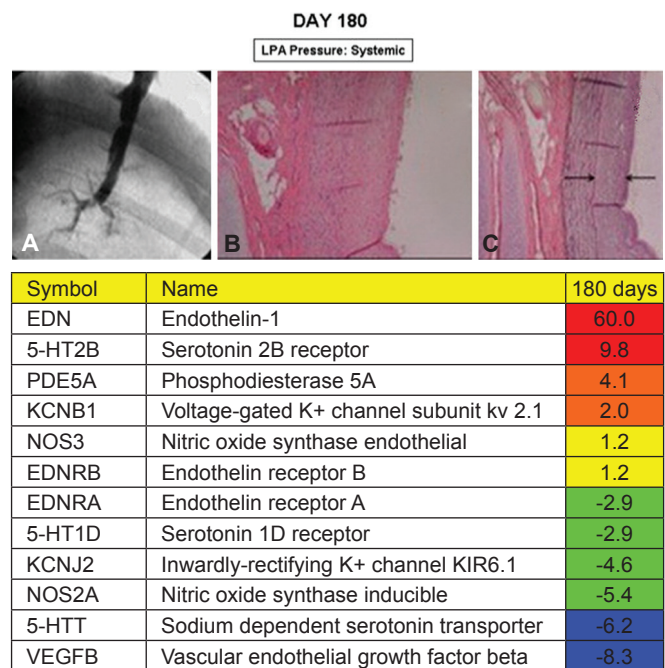 DAY 180
LPA Pressure: Systemic
A B C
Symbol Name 180 days
EDN Endothelin-1 60.0
5-HT2B Serotonin 2B receptor 9.8
PDE5A Phosphodiesterase 5A 4.1
KCNB1 Voltage-gated K+ channel subunit kv 2.1 2.0
NOS3 Nitric oxide synthase endothelial 1.2
EDNRB Endothelin receptor B 1.2
EDNRA Endothelin receptor A -2.9
5-HT1D Serotonin 1D receptor -2.9
KCNJ2 Inwardly-rectifying K+ channel KIR6.1 -4.6
NOS2A Nitric oxide synthase inducible -5.4
5-HTT Sodium dependent serotonin transporter -6.2
VEGFB Vascular endothelial growth factor beta -8.3